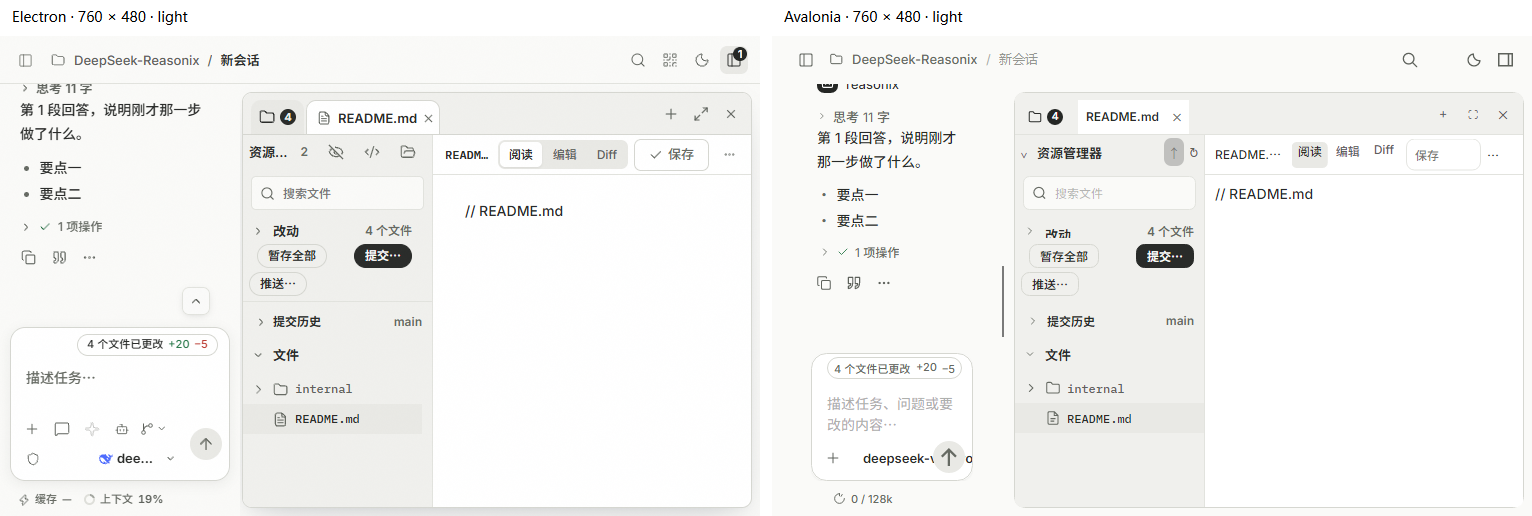 Electron · 760 × 480 · light
DeepSeek-Reasonix / 新会话
1
思考 11 字
第 1 段回答，说明刚才那一步
做了什么。
• 要点一
• 要点二
1 项操作
4 个文件已更改 +20 −5
描述任务…
dee...
缓存 — 上下文 19%
4 README.md
资源... 2
搜索文件
改动 4 个文件
暂存全部 提交…
推送…
提交历史 main
文件
internal
README.md
READM... 阅读 编辑 Diff 保存
// README.md
Avalonia · 760 × 480 · light
DeepSeek-Reasonix / 新会话
reasonix
思考 11 字
第 1 段回答，说明刚才
那一步做了什么。
• 要点一
• 要点二
1 项操作
4 个文件已更改 +20 −5
描述任务、问题或要
改的内容…
deepseek-v
0 / 128k
4 README.md
资源管理器
搜索文件
改动 4 个文件
暂存全部 提交…
推送…
提交历史 main
文件
internal
README.md
README.… 阅读 编辑 Diff 保存
// README.md